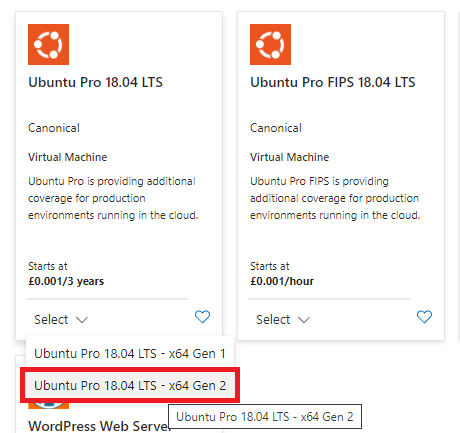 Ubuntu Pro 18.04 LTS
Canonical
Virtual Machine
Ubuntu Pro is providing additional
coverage for production
environments running in the cloud.
Starts at
£0.001/3 years
Select
Ubuntu Pro FIPS 18.04 LTS
Canonical
Virtual Machine
Ubuntu Pro FIPS is providing
additional coverage for production
environments running in the cloud.
Starts at
£0.001/hour
Select
Ubuntu Pro 18.04 LTS - x64 Gen 1
Ubuntu Pro 18.04 LTS - x64 Gen 2
Ubuntu Pro 18.04 LTS - x64 Gen 2
WordPress Web Server